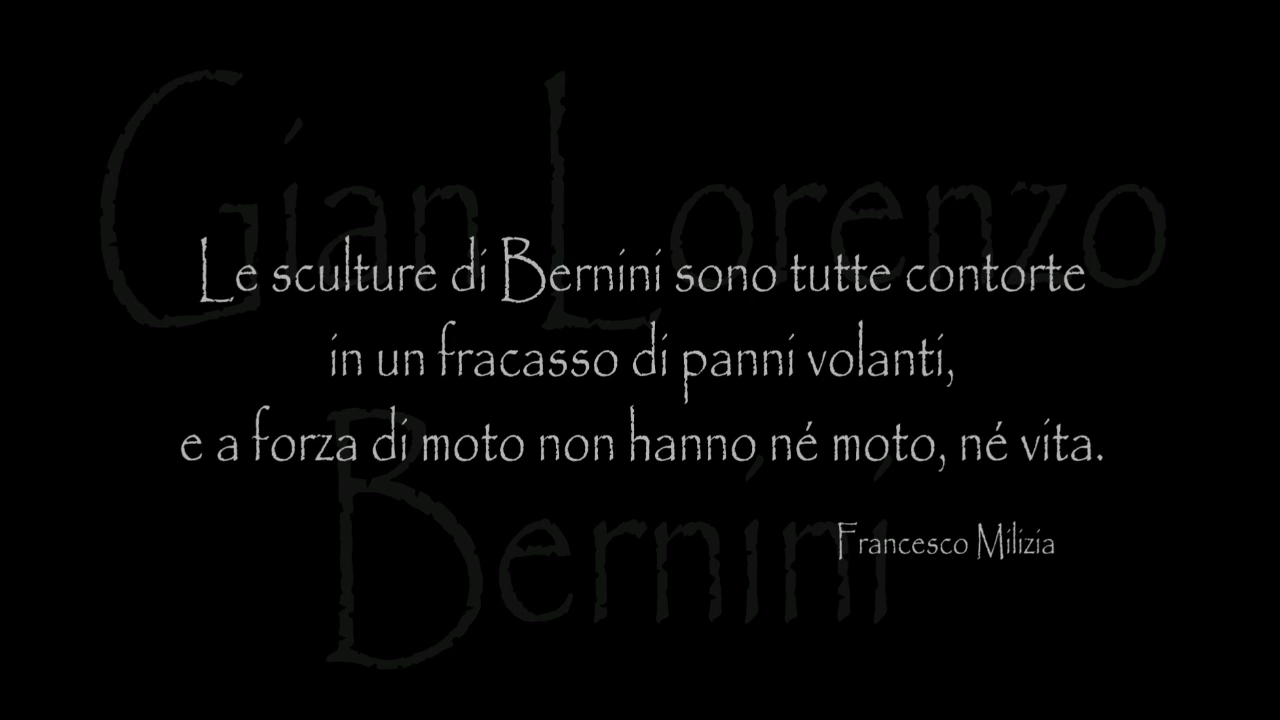 Gian Lorenzo
Le sculture di Bernini sono tutte contorte
in un fracasso di panni volanti,
e a forza di moto non hanno né moto, né vita.
Bernini
Francesco Milizia